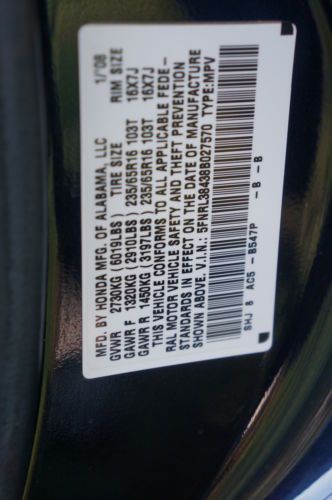 MFD. BY HONDA MFG. OF ALABAMA, LLC 1/'08
GVWR 2730KG (6019LBS) TIRE SIZE RIM SIZE
GAWR F 1320KG (2910LBS) 235/65R16 103T 16X7J
GAWR R 1450KG (3197LBS) 235/65R16 103T 16X7J
THIS VEHICLE CONFORMS TO ALL APPLICABLE FEDE-
RAL MOTOR VEHICLE SAFETY AND THEFT PREVENTION
STANDARDS IN EFFECT ON THE DATE OF MANUFACTURE
SHOWN ABOVE. V.I.N.: 5FNRL38438B027570 TYPE: MPV
SHJ 8 AC5 - B547P - B - B